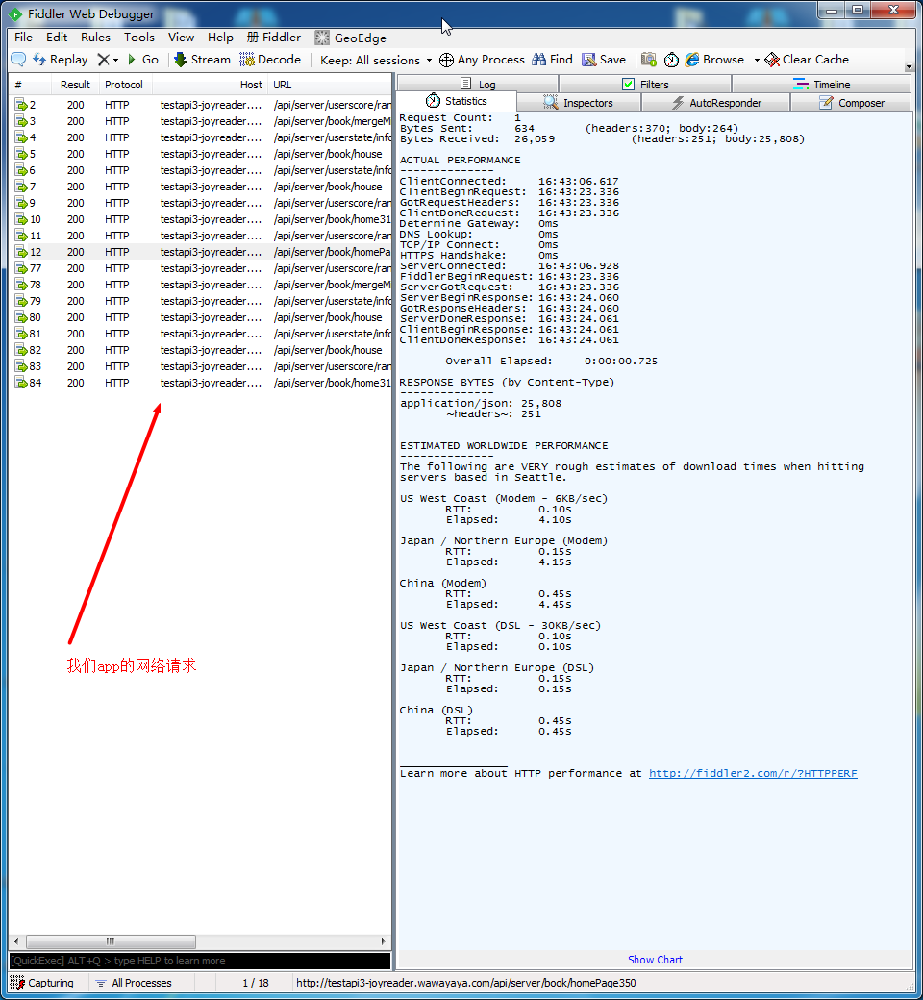 Fiddler Web Debugger
File Edit Rules Tools View Help 册 Fiddler GeoEdge
Replay Go Stream Decode Keep: All sessions Any Process Find Save Browse Clear Cache
# Result Protocol Host URL
2 200 HTTP testapi3-joyreader.... /api/server/userscore/ran
3 200 HTTP testapi3-joyreader.... /api/server/book/mergeM
4 200 HTTP testapi3-joyreader.... /api/server/userstate/info
5 200 HTTP testapi3-joyreader.... /api/server/book/house
6 200 HTTP testapi3-joyreader.... /api/server/userstate/info
7 200 HTTP testapi3-joyreader.... /api/server/book/house
9 200 HTTP testapi3-joyreader.... /api/server/userscore/ran
10 200 HTTP testapi3-joyreader.... /api/server/book/home31
11 200 HTTP testapi3-joyreader.... /api/server/userscore/ran
12 200 HTTP testapi3-joyreader.... /api/server/book/homePa
77 200 HTTP testapi3-joyreader.... /api/server/userscore/ran
78 200 HTTP testapi3-joyreader.... /api/server/book/mergeM
79 200 HTTP testapi3-joyreader.... /api/server/userstate/info
80 200 HTTP testapi3-joyreader.... /api/server/book/house
81 200 HTTP testapi3-joyreader.... /api/server/userstate/info
82 200 HTTP testapi3-joyreader.... /api/server/book/house
83 200 HTTP testapi3-joyreader.... /api/server/userscore/ran
84 200 HTTP testapi3-joyreader.... /api/server/book/home31
我们app的网络请求
[QuickExec] ALT+Q > type HELP to learn more
Log Filters Timeline
Statistics Inspectors AutoResponder Composer
Request Count: 1
Bytes Sent: 634 (headers:370; body:264)
Bytes Received: 26,059 (headers:251; body:25,808)
ACTUAL PERFORMANCE
--------------
ClientConnected: 16:43:06.617
ClientBeginRequest: 16:43:23.336
GotRequestHeaders: 16:43:23.336
ClientDoneRequest: 16:43:23.336
Determine Gateway: 0ms
DNS Lookup: 0ms
TCP/IP Connect: 0ms
HTTPS Handshake: 0ms
ServerConnected: 16:43:06.928
FiddlerBeginRequest: 16:43:23.336
ServerGotRequest: 16:43:23.336
ServerBeginResponse: 16:43:24.060
GotResponseHeaders: 16:43:24.060
ServerDoneResponse: 16:43:24.061
ClientBeginResponse: 16:43:24.061
ClientDoneResponse: 16:43:24.061
Overall Elapsed: 0:00:00.725
RESPONSE BYTES (by Content-Type)
--------------
application/json: 25,808
~headers~: 251
ESTIMATED WORLDWIDE PERFORMANCE
--------------
The following are VERY rough estimates of download times when hitting
servers based in Seattle.
US West Coast (Modem - 6KB/sec)
RTT: 0.10s
Elapsed: 4.10s
Japan / Northern Europe (Modem)
RTT: 0.15s
Elapsed: 4.15s
China (Modem)
RTT: 0.45s
Elapsed: 4.45s
US West Coast (DSL - 30KB/sec)
RTT: 0.10s
Elapsed: 0.10s
Japan / Northern Europe (DSL)
RTT: 0.15s
Elapsed: 0.15s
China (DSL)
RTT: 0.45s
Elapsed: 0.45s
________________
Learn more about HTTP performance at http://fiddler2.com/r/?HTTPPERF
Show Chart
Capturing All Processes 1 / 18 http://testapi3-joyreader.wawayaya.com/api/server/book/homePage350